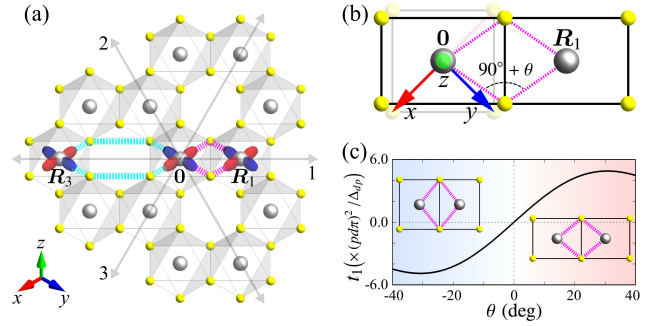 (a)
2
R₃
0
R₁
1
3
z
x
y
(b)
0
R₁
z
90° + θ
x
y
(c)
t₁(×(pdπ)²/Δ_dp)
6.0
0.0
-6.0
-40
-20
0
20
40
θ (deg)